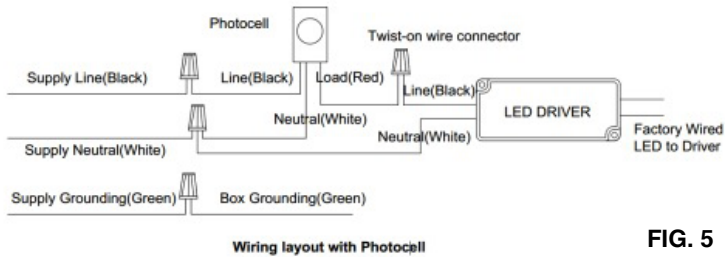 Photocell
Twist-on wire connector
Supply Line(Black)
Line(Black)
Load(Red)
Line(Black)
LED DRIVER
Neutral(White)
Neutral(White)
Supply Neutral(White)
Factory Wired
LED to Driver
Supply Grounding(Green)
Box Grounding(Green)
Wiring layout with Photocell
FIG. 5